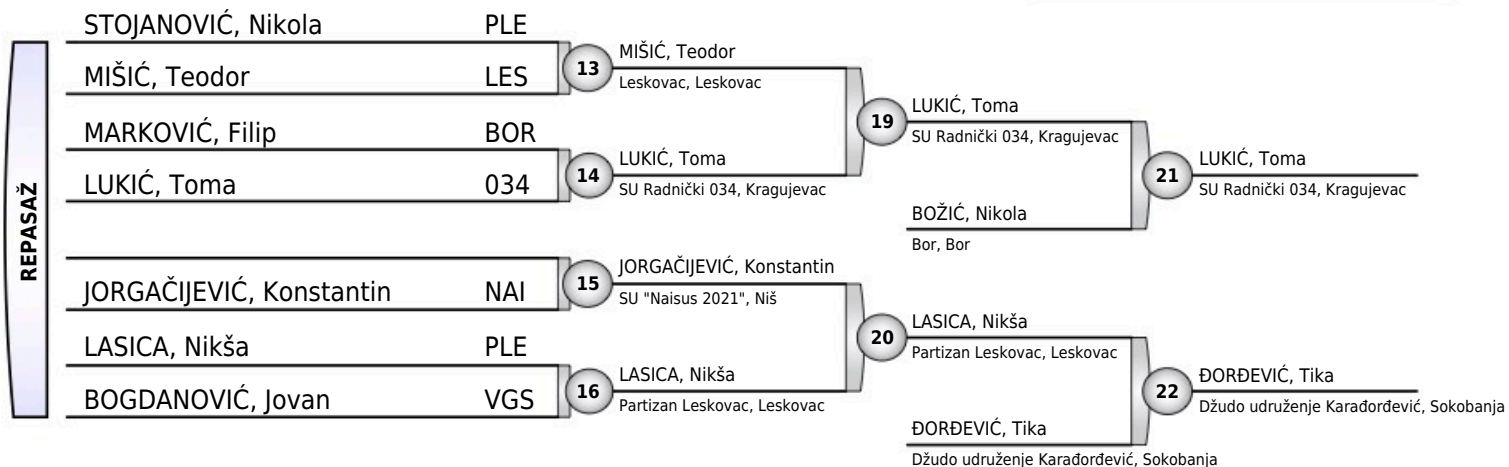 REPASAŽ
STOJANOVIĆ, Nikola PLE
MIŠIĆ, Teodor LES
MARKOVIĆ, Filip BOR
LUKIĆ, Toma 034
JORGAČIJEVIĆ, Konstantin NAI
LASICA, Nikša PLE
BOGDANOVIĆ, Jovan VGS
13
MIŠIĆ, Teodor
Leskovac, Leskovac
14
LUKIĆ, Toma
SU Radnički 034, Kragujevac
15
JORGAČIJEVIĆ, Konstantin
SU "Naisus 2021", Niš
16
LASICA, Nikša
Partizan Leskovac, Leskovac
19
LUKIĆ, Toma
SU Radnički 034, Kragujevac
BOŽIĆ, Nikola
Bor, Bor
20
LASICA, Nikša
Partizan Leskovac, Leskovac
ĐORĐEVIĆ, Tika
Džudo udruženje Karađorđević, Sokobanja
21
LUKIĆ, Toma
SU Radnički 034, Kragujevac
22
ĐORĐEVIĆ, Tika
Džudo udruženje Karađorđević, Sokobanja